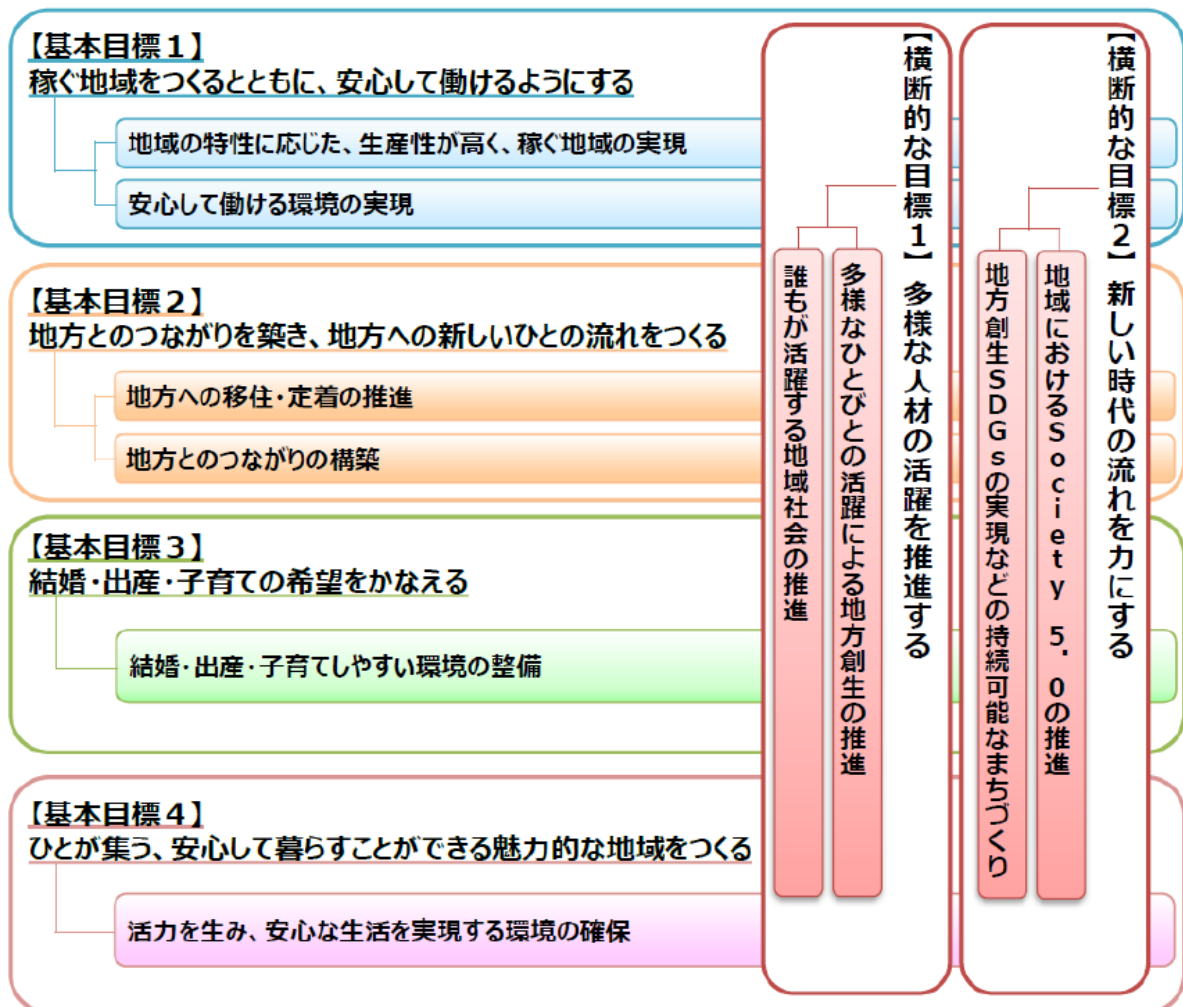 【基本目標１】
稼ぐ地域をつくるとともに、安心して働けるようにする
地域の特性に応じた、生産性が高く、稼ぐ地域の実現
安心して働ける環境の実現
【基本目標２】
地方とのつながりを築き、地方への新しいひとの流れをつくる
地方への移住・定着の推進
地方とのつながりの構築
【基本目標３】
結婚・出産・子育ての希望をかなえる
結婚・出産・子育てしやすい環境の整備
【基本目標４】
ひとが集う、安心して暮らすことができる魅力的な地域をつくる
活力を生み、安心な生活を実現する環境の確保
【横断的な目標１】多様な人材の活躍を推進する
多様なひとびとの活躍による地方創生の推進
誰もが活躍する地域社会の推進
【横断的な目標２】新しい時代の流れを力にする
地域におけるＳｏｃｉｅｔｙ　５．０の推進
地方創生ＳＤＧｓの実現などの持続可能なまちづくり